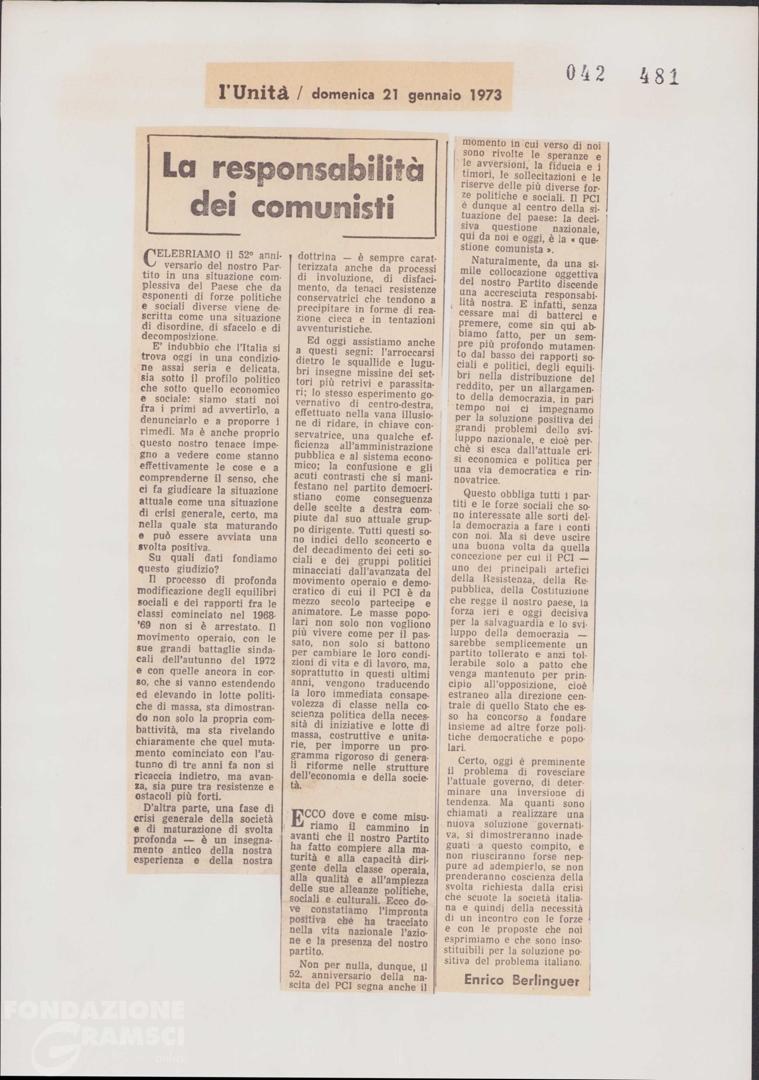 042 481
l'Unità / domenica 21 gennaio 1973
La responsabilità
dei comunisti
CELEBRIAMO il 52º anni-
versario del nostro Par-
tito in una situazione com-
plessiva del Paese che da
esponenti di forze politiche
e sociali diverse viene de-
scritta come una situazione
di disordine, di sfacelo e di
decomposizione.
E' indubbio che l'Italia si
trova oggi in una condizio-
ne assai seria e delicata,
sia sotto il profilo politico
che sotto quello economico
e sociale: siamo stati noi
fra i primi ad avvertirlo, a
denunciarlo e a proporre i
rimedi. Ma è anche proprio
questo nostro tenace impe-
gno a vedere come stanno
effettivamente le cose e a
comprenderne il senso, che
ci fa giudicare la situazione
attuale come una situazione
di crisi generale, certo, ma
nella quale sta maturando
e può essere avviata una
svolta positiva.
Su quali dati fondiamo
questo giudizio?
Il processo di profonda
modificazione degli equilibri
sociali e dei rapporti fra le
classi cominciato nel 1968-
'69 non si è arrestato. Il
movimento operaio, con le
sue grandi battaglie sinda-
cali dell'autunno del 1972
e con quelle ancora in cor-
so, che si vanno estendendo
ed elevando in lotte politi-
che di massa, sta dimostran-
do non solo la propria com-
battività, ma sta rivelando
chiaramente che quel muta-
mento cominciato con l'au-
tunno di tre anni fa non si
ricaccia indietro, ma avan-
za, sia pure tra resistenze e
ostacoli più forti.
D'altra parte, una fase di
crisi generale della società
e di maturazione di svolta
profonda — è un insegna-
mento antico della nostra
esperienza e della nostra
dottrina — è sempre carat-
terizzata anche da processi
di involuzione, di disfaci-
mento, da tenaci resistenze
conservatrici che tendono a
precipitare in forme di rea-
zione cieca e in tentazioni
avventuristiche.
Ed oggi assistiamo anche
a questi segni: l'arroccarsi
dietro le squallide e lugu-
bri insegne missine dei set-
tori più retrivi e parassita-
ri; lo stesso esperimento go-
vernativo di centro-destra,
effettuato nella vana illusio-
ne di ridare, in chiave con-
servatrice, una qualche ef-
ficienza all'amministrazione
pubblica e al sistema econo-
mico; la confusione e gli
acuti contrasti che si mani-
festano nel partito democri-
stiano come conseguenza
delle scelte a destra com-
piute dal suo attuale grup-
po dirigente. Tutti questi so-
no indici dello sconcerto e
del decadimento dei ceti so-
ciali e dei gruppi politici
minacciati dall'avanzata del
movimento operaio e demo-
cratico di cui il PCI è da
mezzo secolo partecipe e
animatore. Le masse popo-
lari non solo non vogliono
più vivere come per il pas-
sato, non solo si battono
per cambiare le loro condi-
zioni di vita e di lavoro, ma,
soprattutto in questi ultimi
anni, vengono traducendo
la loro immediata consape-
volezza di classe nella co-
scienza politica della neces-
sità di iniziative e lotte di
massa, costruttive e unita-
rie, per imporre un pro-
gramma rigoroso di genera-
li riforme nelle strutture
dell'economia e della socie-
tà.
ECCO dove e come misu-
riamo il cammino in
avanti che il nostro Partito
ha fatto compiere alla ma-
turità e alla capacità diri-
gente della classe operaia,
alla qualità e all'ampiezza
delle sue alleanze politiche,
sociali e culturali. Ecco do-
ve constatiamo l'impronta
positiva che ha tracciato
nella vita nazionale l'azio-
ne e la presenza del nostro
partito.
Non per nulla, dunque, il
52. anniversario della na-
scita del PCI segna anche il
momento in cui verso di noi
sono rivolte le speranze e
le avversioni, la fiducia e i
timori, le sollecitazioni e le
riserve delle più diverse for-
ze politiche e sociali. Il PCI
è dunque al centro della si-
tuazione del paese: la deci-
siva questione nazionale,
qui da noi e oggi, è la « que-
stione comunista ».
Naturalmente, da una si-
mile collocazione oggettiva
del nostro Partito discende
una accresciuta responsabi-
lità nostra. E infatti, senza
cessare mai di batterci e
premere, come sin qui ab-
biamo fatto, per un sem-
pre più profondo mutamento
dal basso dei rapporti so-
ciali e politici, degli equili-
bri nella distribuzione del
reddito, per un allargamen-
to della democrazia, in pari
tempo noi ci impegnamo
per la soluzione positiva dei
grandi problemi dello svi-
luppo nazionale, e cioè per-
chè si esca dall'attuale cri-
si economica e politica per
una via democratica e rin-
novatrice.
Questo obbliga tutti i par-
titi e le forze sociali che so-
no interessate alle sorti del-
la democrazia a fare i conti
con noi. Ma si deve uscire
una buona volta da quella
concezione per cui il PCI —
uno dei principali artefici
della Resistenza, della Re-
pubblica, della Costituzione
che regge il nostro paese, la
forza ieri e oggi decisiva
per la salvaguardia e lo svi-
luppo della democrazia —
sarebbe semplicemente un
partito tollerato e anzi tol-
lerabile solo a patto che
venga mantenuto per prin-
cipio all'opposizione, cioè
estraneo alla direzione cen-
trale di quello Stato che es-
so ha concorso a fondare
insieme ad altre forze poli-
tiche democratiche e popo-
lari.
Certo, oggi è preminente
il problema di rovesciare
l'attuale governo, di deter-
minare una inversione di
tendenza. Ma quanti sono
chiamati a realizzare una
nuova soluzione governati-
va, si dimostreranno inade-
guati a questo compito, e
non riusciranno forse nep-
pure ad adempierlo, se non
prenderanno coscienza della
svolta richiesta dalla crisi
che scuote la società italia-
na e quindi della necessità
di un incontro con le forze
e con le proposte che noi
esprimiamo e che sono inso-
stituibili per la soluzione po-
sitiva del problema italiano.
Enrico Berlinguer
FONDAZIONE
GRAMSCI